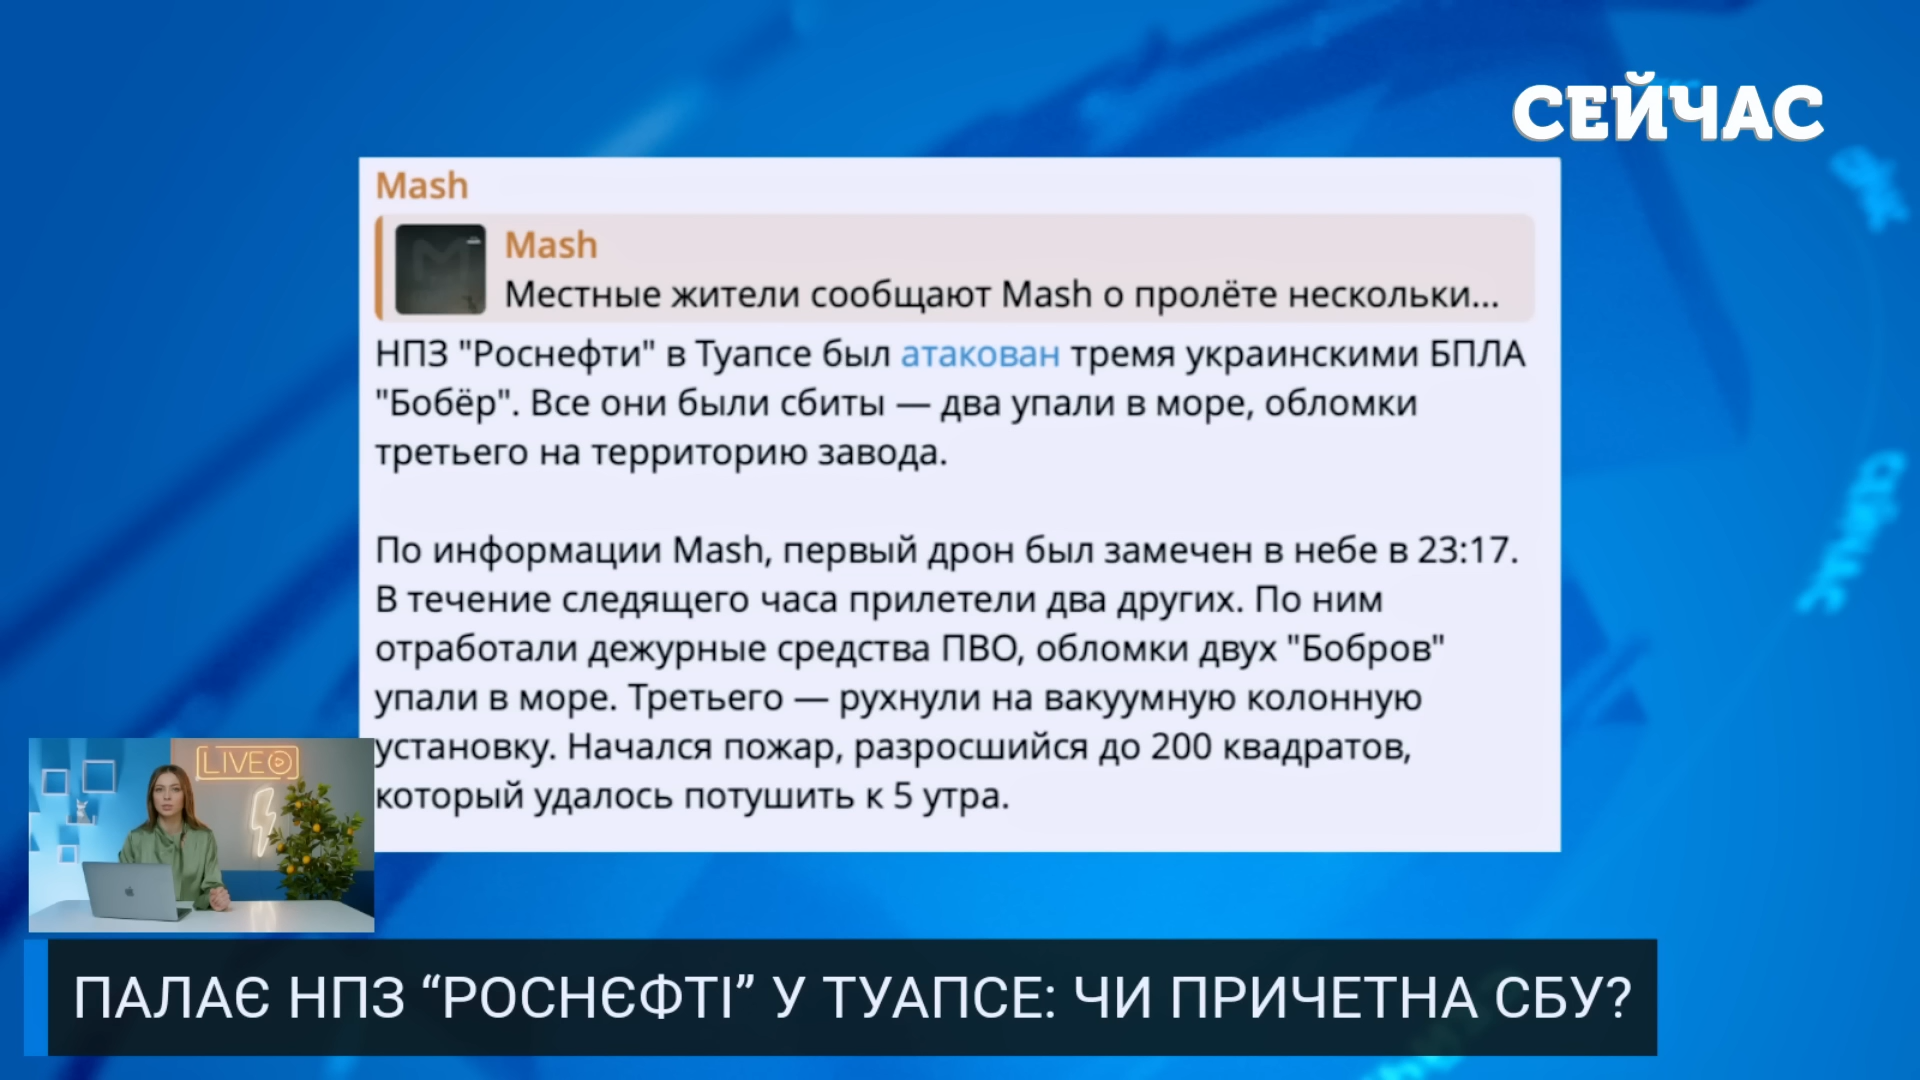 СЕЙЧАС
Mash
Mash
Местные жители сообщают Mash о пролёте нескольки...
НПЗ "Роснефти" в Туапсе был атакован тремя украинскими БПЛА
"Бобёр". Все они были сбиты — два упали в море, обломки
третьего на территорию завода.
По информации Mash, первый дрон был замечен в небе в 23:17.
В течение следящего часа прилетели два других. По ним
отработали дежурные средства ПВО, обломки двух "Бобров"
упали в море. Третьего — рухнули на вакуумную колонную
установку. Начался пожар, разросшийся до 200 квадратов,
который удалось потушить к 5 утра.
LIVE
ПАЛАЄ НПЗ “РОСНЄФТІ” У ТУАПСЕ: ЧИ ПРИЧЕТНА СБУ?